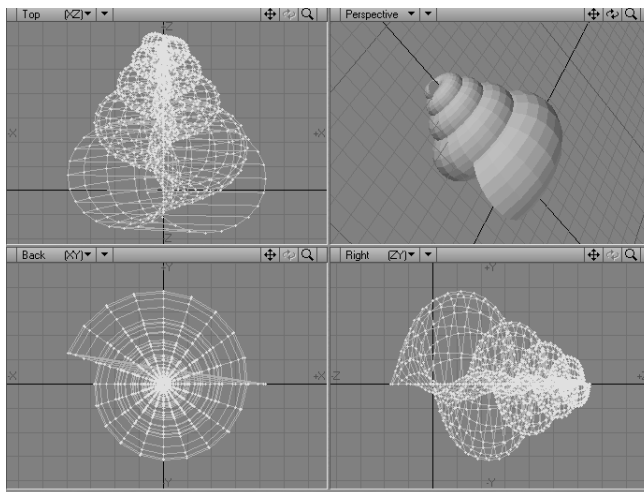 Top (XZ)
Perspective
Z
-X +X
Z
Back (XY)
Right (ZY)
+Y
-X +X
-Y
+Y
-Z +Z
-Y